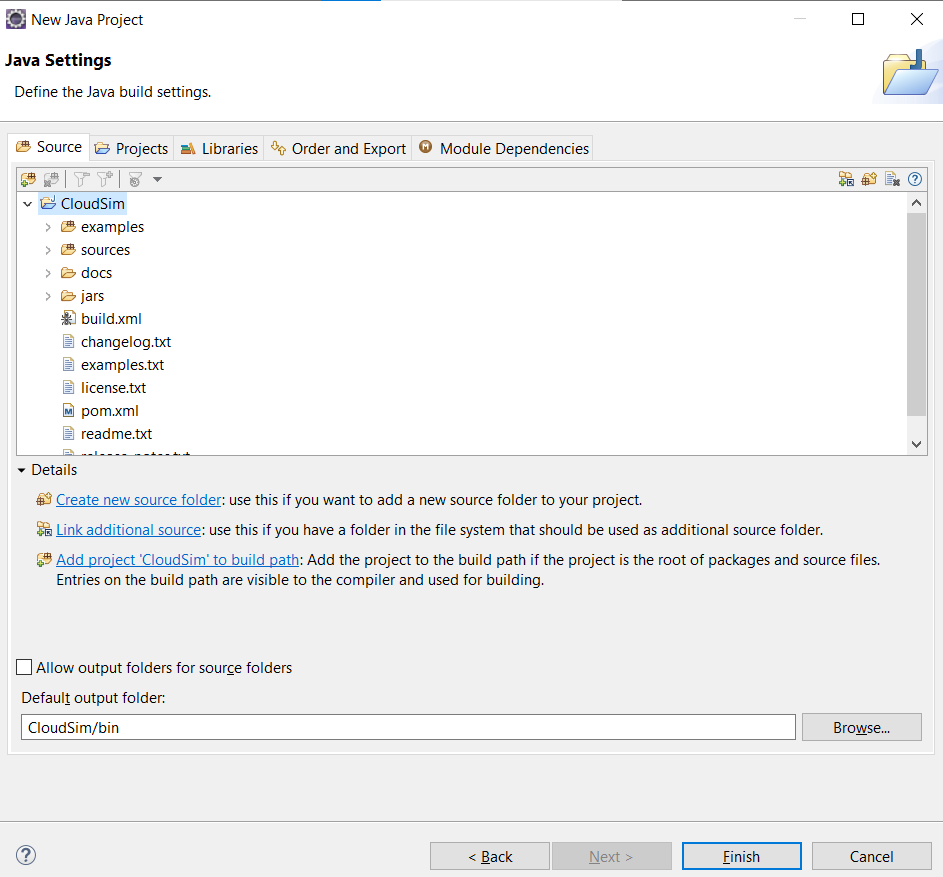 New Java Project
Java Settings
Define the Java build settings.
Source
Projects
Libraries
Order and Export
Module Dependencies
CloudSim
examples
sources
docs
jars
build.xml
changelog.txt
examples.txt
license.txt
pom.xml
readme.txt
Details
Create new source folder: use this if you want to add a new source folder to your project.
Link additional source: use this if you have a folder in the file system that should be used as additional source folder.
Add project 'CloudSim' to build path: Add the project to the build path if the project is the root of packages and source files.
Entries on the build path are visible to the compiler and used for building.
Allow output folders for source folders
Default output folder:
CloudSim/bin
Browse...
< Back
Next >
Finish
Cancel